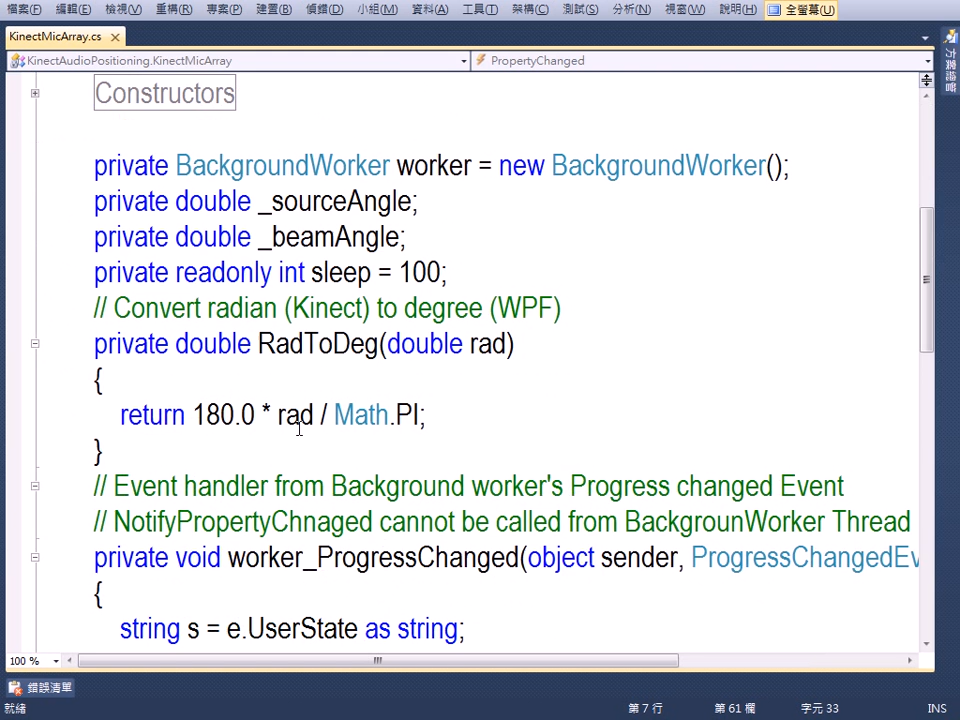 檔案(F) 編輯(E) 檢視(V) 重構(R) 專案(P) 建置(B) 偵錯(D) 小組(M) 資料(A) 工具(T) 架構(C) 測試(S) 分析(N) 視窗(W) 說明(H) 全螢幕(U)
KinectMicArray.cs
KinectAudioPositioning.KinectMicArray PropertyChanged
方案總管
Constructors
private BackgroundWorker worker = new BackgroundWorker();
private double _sourceAngle;
private double _beamAngle;
private readonly int sleep = 100;
// Convert radian (Kinect) to degree (WPF)
private double RadToDeg(double rad)
{
return 180.0 * rad / Math.PI;
}
// Event handler from Background worker's Progress changed Event
// NotifyPropertyChnaged cannot be called from BackgrounWorker Thread
private void worker_ProgressChanged(object sender, ProgressChangedEv
{
string s = e.UserState as string;
100 %
錯誤清單
就緒 第 7 行 第 61 欄 字元 33 INS